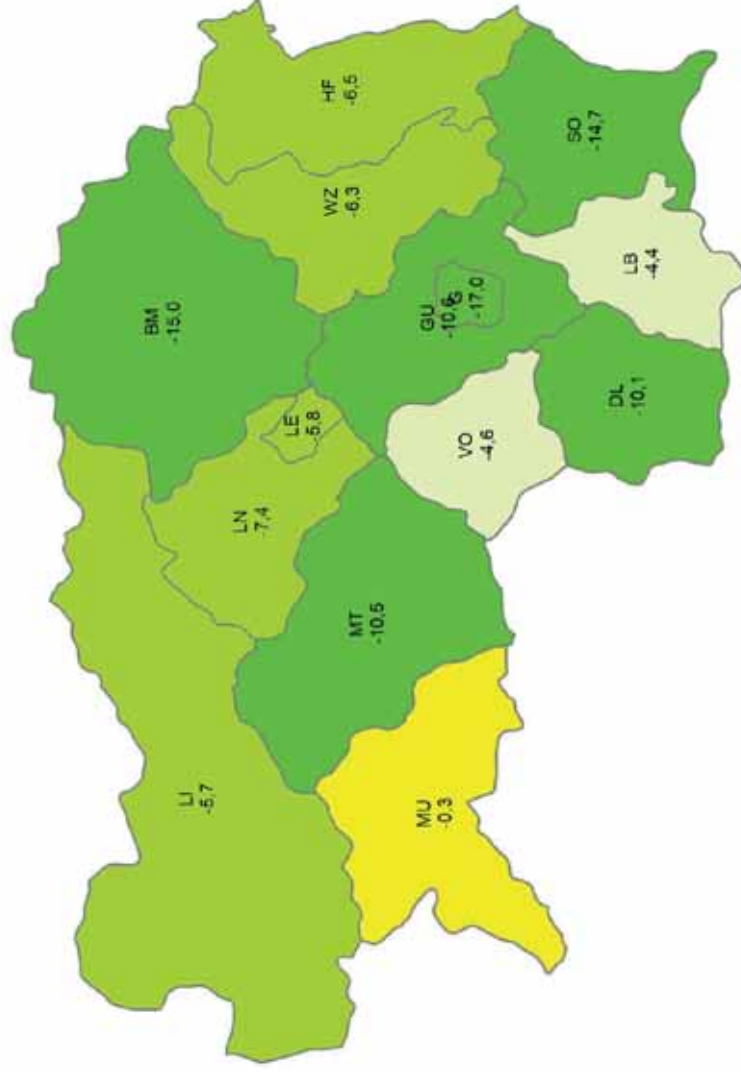 BM
-15,0
LI
-5,7
LN
-7,4
LE
-5,8
HF
-6,5
WZ
-6,3
MT
-10,5
MU
-0,3
GU
-10,6
G
-17,0
VO
-4,6
SO
-14,7
DL
-10,1
LB
-4,4